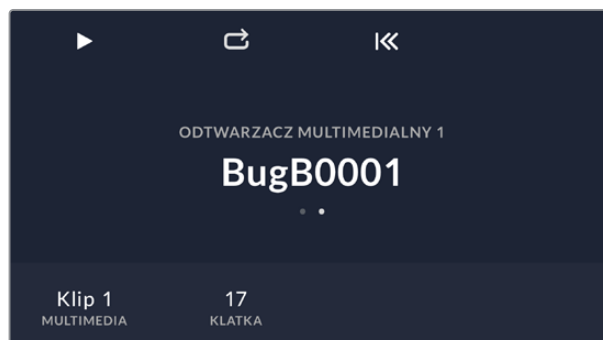 ODTWARZACZ MULTIMEDIALNY 1
BugB0001
Klip 1 17
MULTIMEDIA KLATKA